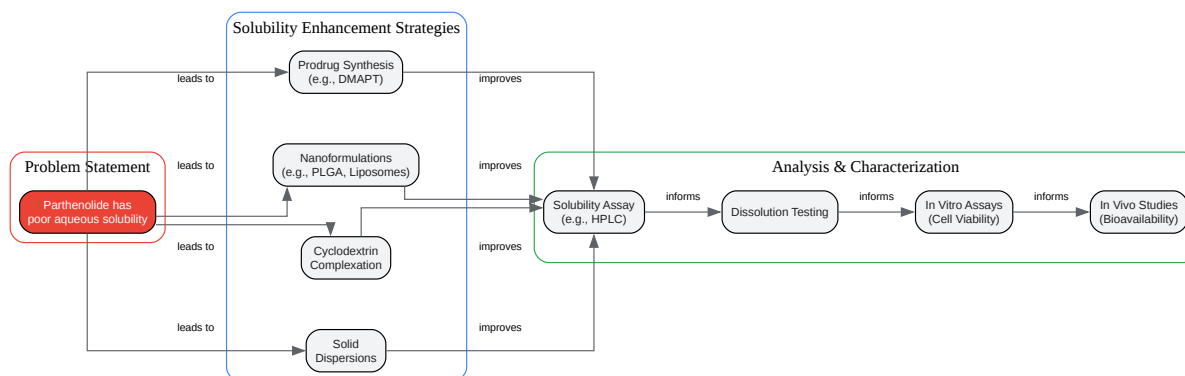 Solubility Enhancement Strategies
Prodrug Synthesis
(e.g., DMAPT)
leads to
improves
Problem Statement
Parthenolide has
poor aqueous solubility
leads to
Nanoformulations
(e.g., PLGA, Liposomes)
improves
Analysis & Characterization
Solubility Assay
(e.g., HPLC)
informs
Dissolution Testing
informs
In Vitro Assays
(Cell Viability)
informs
In Vivo Studies
(Bioavailability)
leads to
Cyclodextrin
Complexation
improves
leads to
Solid
Dispersions
improves